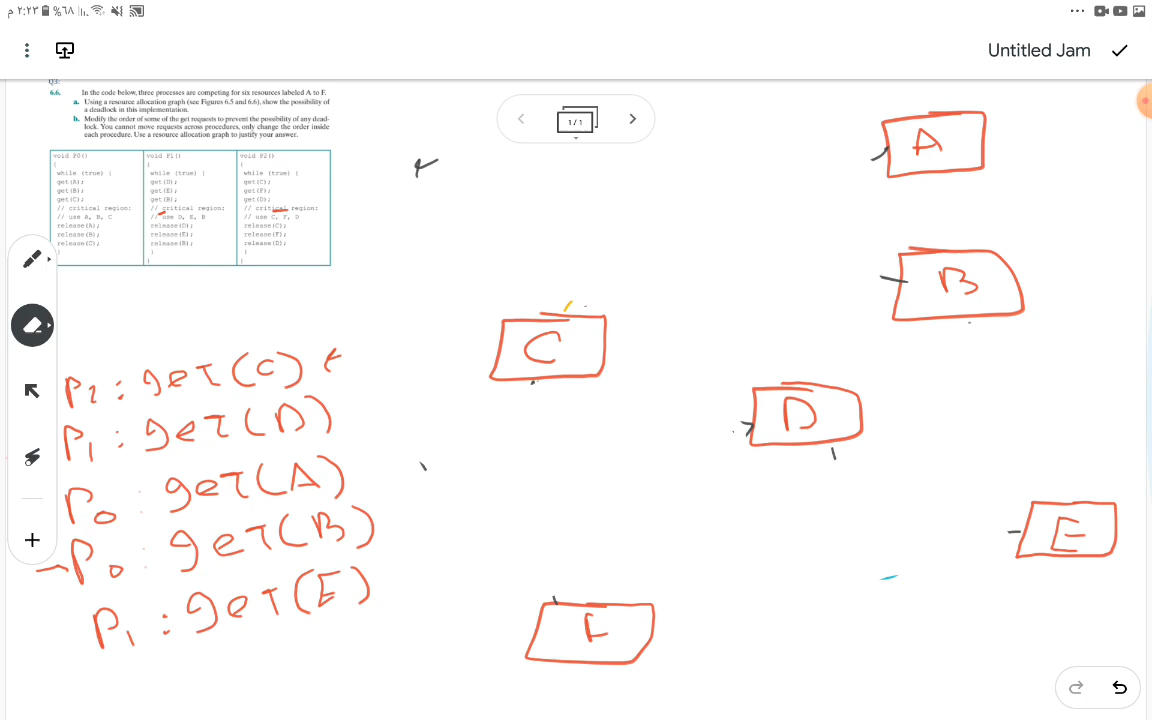 م ٢:٢٣ %٦٨
Untitled Jam
Q3:
6.6. In the code below, three processes are competing for six resources labeled A to F.
a. Using a resource allocation graph (see Figures 6.5 and 6.6), show the possibility of
a deadlock in this implementation.
b. Modify the order of some of the get requests to prevent the possibility of any dead-
lock. You cannot move requests across procedures, only change the order inside
each procedure. Use a resource allocation graph to justify your answer.
1/1
void P0() void P1() void P2()
{ { {
while (true) { while (true) { while (true) {
get(A); get(D); get(C);
get(B); get(E); get(F);
get(C); get(B); get(D);
// critical region: // critical region: // critical region:
// use A, B, C // use D, E, B // use C, F, D
release(A); release(D); release(C);
release(B); release(E); release(F);
release(C); release(B); release(D);
} } }
} }
A
B
C
D
E
F
P2: get(C)
P1: get(D)
P0: get(A)
P0: get(B)
P1: get(E)